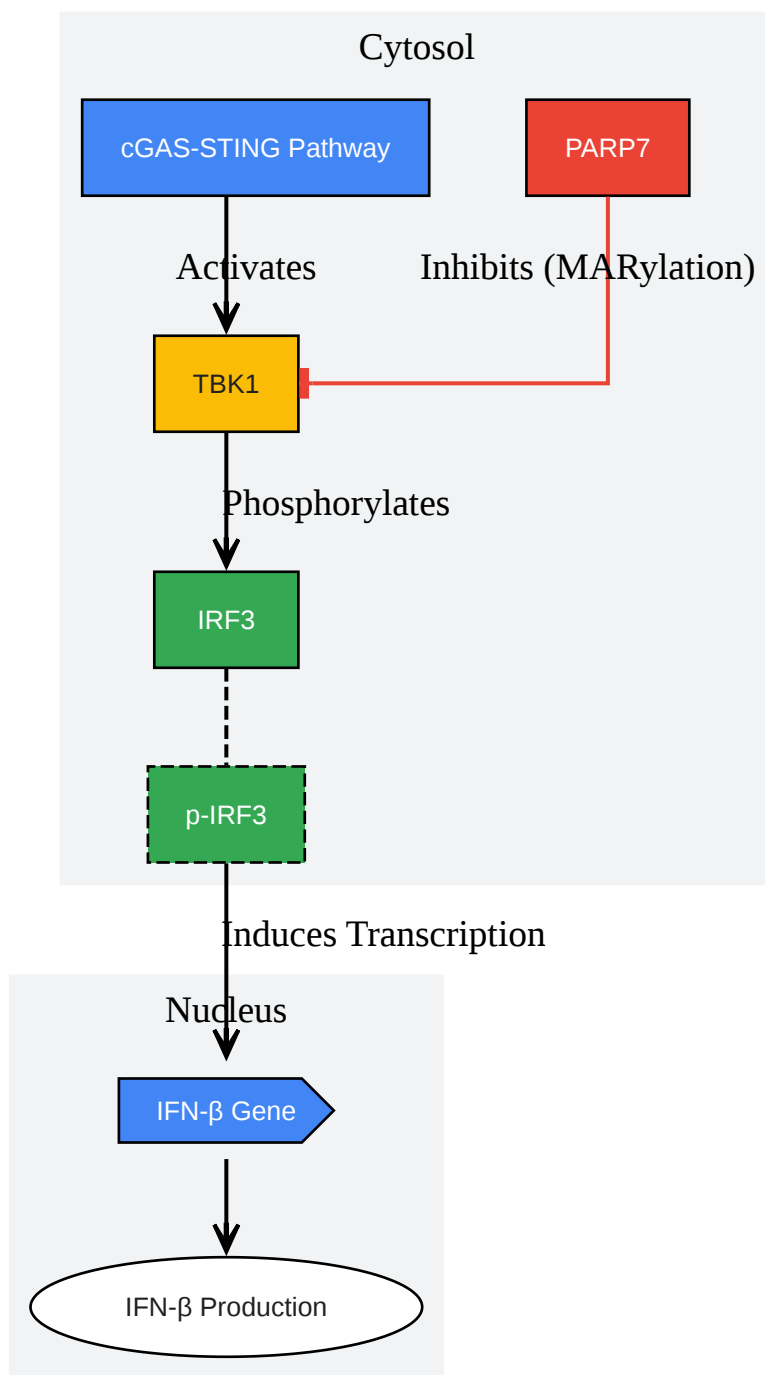 Cytosol
cGAS-STING Pathway
PARP7
Activates
Inhibits (MARylation)
TBK1
Phosphorylates
IRF3
p-IRF3
Induces Transcription
Nucleus
IFN-β Gene
IFN-β Production